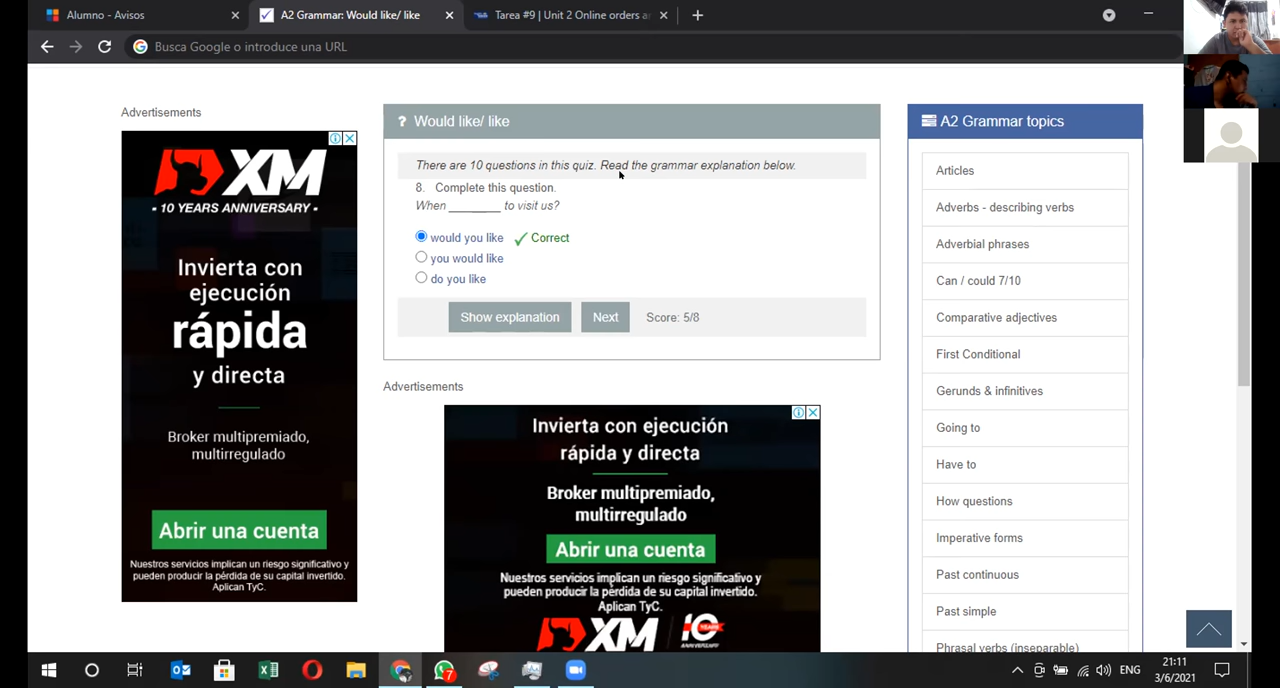 Alumno - Avisos
A2 Grammar: Would like/ like
Tarea #9 | Unit 2 Online orders a
Busca Google o introduce una URL
Advertisements
XM
- 10 YEARS ANNIVERSARY -
Invierta con
ejecución
rápida
y directa
Broker multipremiado,
multirregulado
Abrir una cuenta
Nuestros servicios implican un riesgo significativo y
pueden producir la pérdida de su capital invertido.
Aplican TyC.
? Would like/ like
There are 10 questions in this quiz. Read the grammar explanation below.
8. Complete this question.
When ________ to visit us?
would you like Correct
you would like
do you like
Show explanation
Next
Score: 5/8
Advertisements
Invierta con ejecución
rápida y directa
Broker multipremiado,
multirregulado
Abrir una cuenta
Nuestros servicios implican un riesgo significativo y
pueden producir la pérdida de su capital invertido.
Aplican TyC.
XM
10
YEARS
ANNIVERSARY
A2 Grammar topics
Articles
Adverbs - describing verbs
Adverbial phrases
Can / could 7/10
Comparative adjectives
First Conditional
Gerunds & infinitives
Going to
Have to
How questions
Imperative forms
Past continuous
Past simple
Phrasal verbs (inseparable)
7
ENG
21:11
3/6/2021